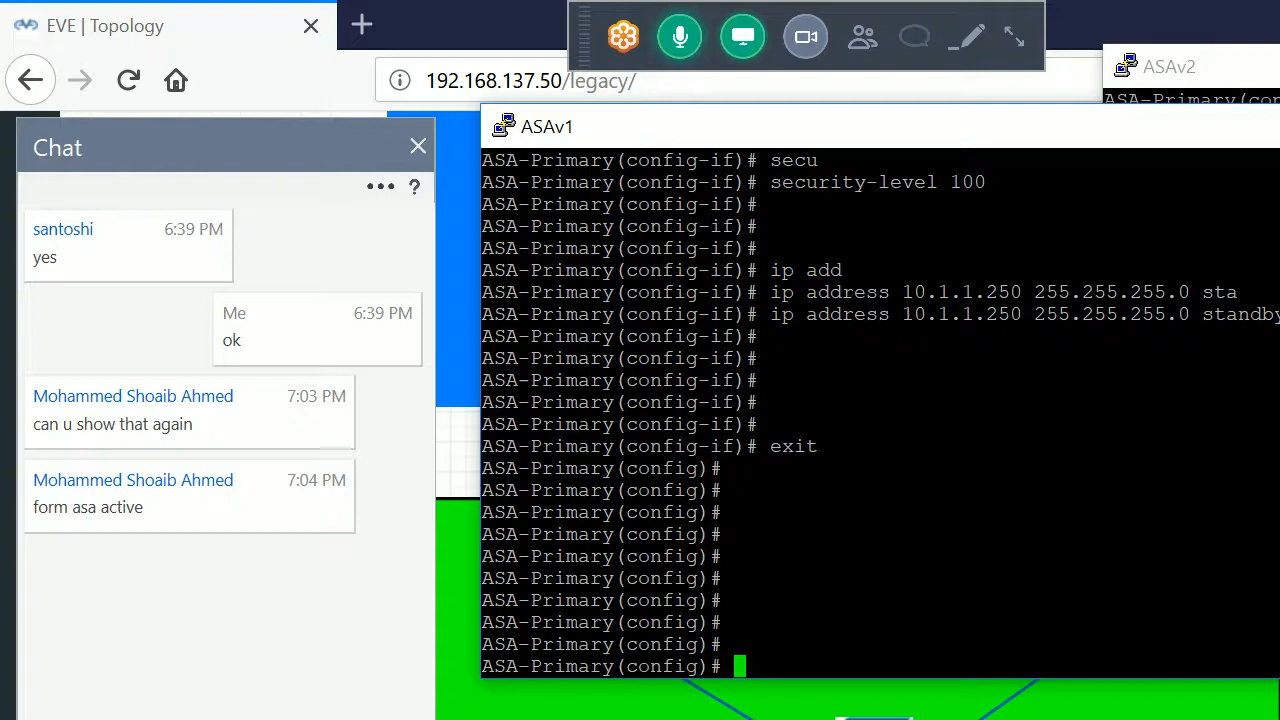 EVE | Topology
192.168.137.50/legacy/
ASAv2
ASA-Primary(con
Chat
santoshi 6:39 PM
yes
Me 6:39 PM
ok
Mohammed Shoaib Ahmed 7:03 PM
can u show that again
Mohammed Shoaib Ahmed 7:04 PM
form asa active
ASAv1
ASA-Primary(config-if)# secu
ASA-Primary(config-if)# security-level 100
ASA-Primary(config-if)#
ASA-Primary(config-if)#
ASA-Primary(config-if)#
ASA-Primary(config-if)# ip add
ASA-Primary(config-if)# ip address 10.1.1.250 255.255.255.0 sta
ASA-Primary(config-if)# ip address 10.1.1.250 255.255.255.0 standby
ASA-Primary(config-if)#
ASA-Primary(config-if)#
ASA-Primary(config-if)#
ASA-Primary(config-if)#
ASA-Primary(config-if)#
ASA-Primary(config-if)# exit
ASA-Primary(config)#
ASA-Primary(config)#
ASA-Primary(config)#
ASA-Primary(config)#
ASA-Primary(config)#
ASA-Primary(config)#
ASA-Primary(config)#
ASA-Primary(config)#
ASA-Primary(config)#
ASA-Primary(config)#